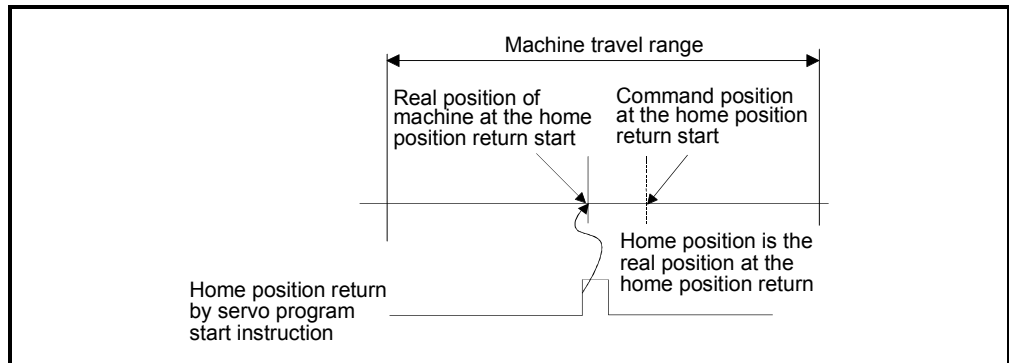 Machine travel range
Real position of
machine at the home
position return start
Command position
at the home position
return start
Home position is the
real position at the
home position return
Home position return
by servo program
start instruction